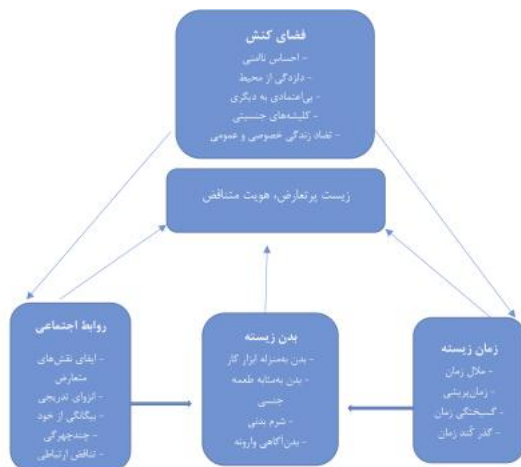 فضای کنش
- احساس ناامنی
- دلزدگی از محیط
- بی‌اعتمادی به دیگری
- کلیشه‌های جنسیتی
- تضاد زندگی خصوصی و عمومی
زیست پرتعارض، هویت متناقض
روابط اجتماعی
- ایفای نقش‌های
متعارض
- انزوای تدریجی
- بیگانگی از خود
- چندچهرگی
- تناقض ارتباطی
بدن زیسته
- بدن به‌منزله ابزار کار
- بدن به‌مثابه طعمه
جنسی
- شرم بدنی
- بدن‌آگاهی وارونه
زمان زیسته
- ملال زمان
- زمان‌پریشی
- گسیختگی زمان
- گذر کُند زمان